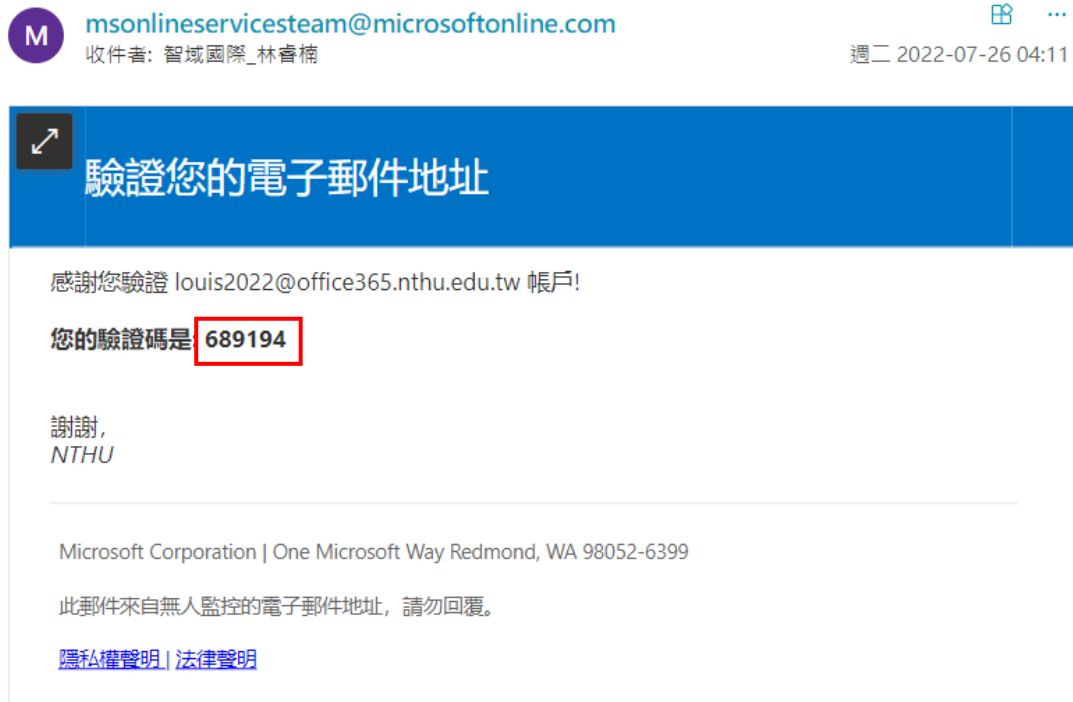 M
msonlineservicesteam@microsoftonline.com
收件者: 智域國際_林睿楠
週二 2022-07-26 04:11
驗證您的電子郵件地址
感謝您驗證 louis2022@office365.nthu.edu.tw 帳戶!
您的驗證碼是: 689194
謝謝,
NTHU
Microsoft Corporation | One Microsoft Way Redmond, WA 98052-6399
此郵件來自無人監控的電子郵件地址，請勿回覆。
隱私權聲明 | 法律聲明